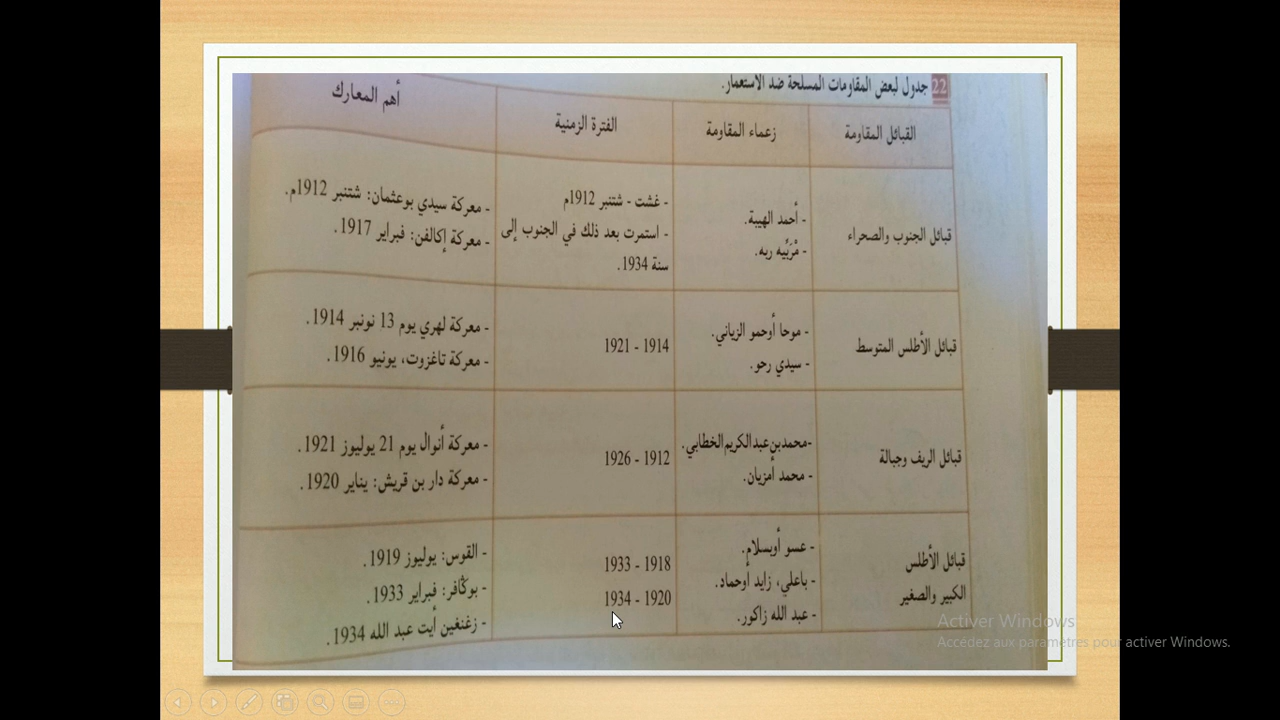 22 جدول لبعض المقاومات المسلحة ضد الاستعمار.
القبائل المقاومة
زعماء المقاومة
الفترة الزمنية
أهم المعارك
قبائل الجنوب والصحراء
- أحمد الهيبة.
- مْرَبِّيه ربه.
- غشت - شتنبر 1912م
- استمرت بعد ذلك في الجنوب إلى
سنة 1934.
- معركة سيدي بوعثمان: شتنبر 1912م.
- معركة إكالفن: فبراير 1917.
قبائل الأطلس المتوسط
- موحا أوحمو الزياني.
- سيدي رحو.
1914 - 1921
- معركة لهري يوم 13 نونبر 1914.
- معركة تاغزوت، يونيو 1916.
قبائل الريف وجبالة
-محمد بن عبد الكريم الخطابي.
- محمد أمزيان.
1912 - 1926
- معركة أنوال يوم 21 يوليوز 1921.
- معركة دار بن قريش: يناير 1920.
قبائل الأطلس
الكبير والصغير
- عسو أوبسلام.
- باعلي، زايد أوحماد.
- عبد الله زاكور.
1918 - 1933
1920 - 1934
- القوس: يوليوز 1919.
- بوڭافر: فبراير 1933.
- زغنغين أيت عبد الله 1934.
Activer Windows
Accédez aux paramètres pour activer Windows.